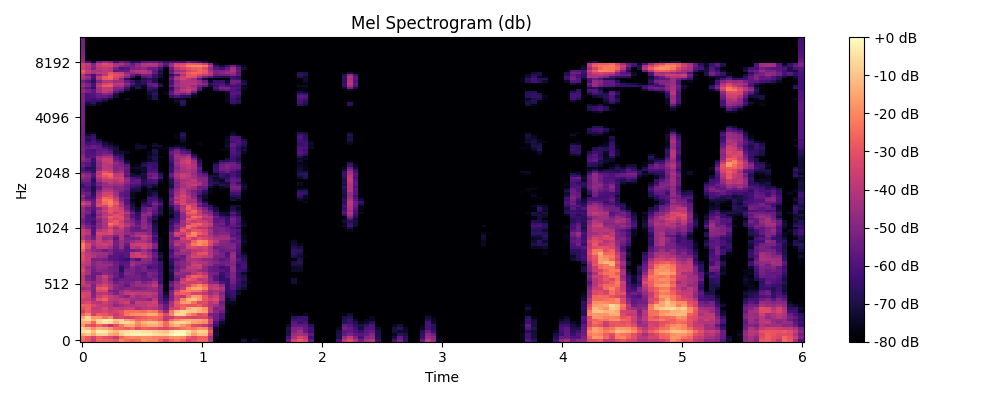 Mel Spectrogram (db)
8192
4096
2048
1024
512
0
Hz
0 1 2 3 4 5 6
Time
+0 dB
-10 dB
-20 dB
-30 dB
-40 dB
-50 dB
-60 dB
-70 dB
-80 dB